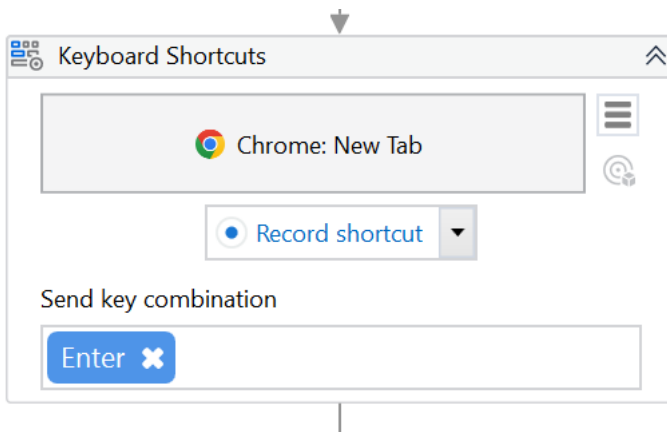 Keyboard Shortcuts
Chrome: New Tab
Record shortcut
Send key combination
Enter